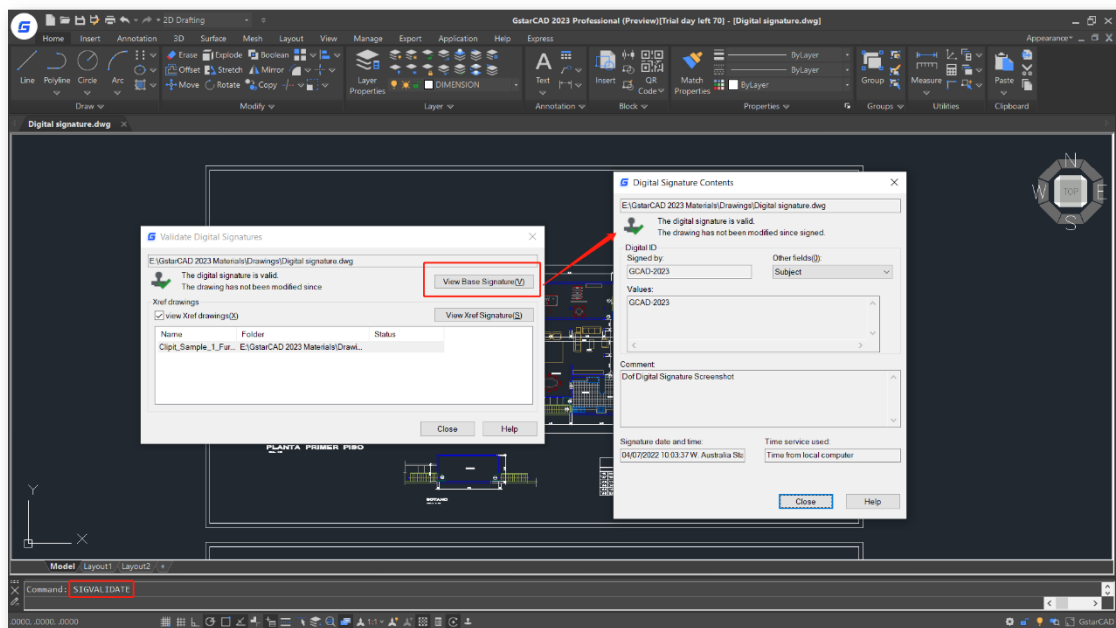 2D Drafting
GstarCAD 2023 Professional (Preview)[Trial day left 70] - [Digital signature.dwg]
Home Insert Annotation 3D Surface Mesh Layout View Manage Export Application Help Express
Appearance
Line Polyline Circle Arc
Erase Explode Boolean
Offset Stretch Mirror
Move Rotate Copy
Layer Properties
DIMENSION
Text
Insert QR Code
Match Properties
ByLayer
ByLayer
ByLayer
Group Measure Paste
Draw Modify Layer Annotation Block Properties Groups Utilities Clipboard
Digital signature.dwg
N
W TOP E
S
Validate Digital Signatures
E:\GstarCAD 2023 Materials\Drawings\Digital signature.dwg
The digital signature is valid.
The drawing has not been modified since
View Base Signature(V)
Xref drawings
view Xref drawings(X)
View Xref Signature(S)
Name Folder Status
Clipit_Sample_1_Fur... E:\GstarCAD 2023 Materials\Drawi...
Close Help
Digital Signature Contents
E:\GstarCAD 2023 Materials\Drawings\Digital signature.dwg
The digital signature is valid.
The drawing has not been modified since signed.
Digital ID
Signed by: Other fields(I):
GCAD-2023 Subject
Values:
GCAD-2023
Comment:
Dof Digital Signature Screenshot
Signature date and time: Time service used:
04/07/2022 10:03:37 W. Australia Sta Time from local computer
Close Help
PLANTA PRIMER PISO
SOTANO
Y
X
Model Layout1 Layout2 +
Command: SIGVALIDATE
.0000, .0000, .0000
1:1
GstarCAD